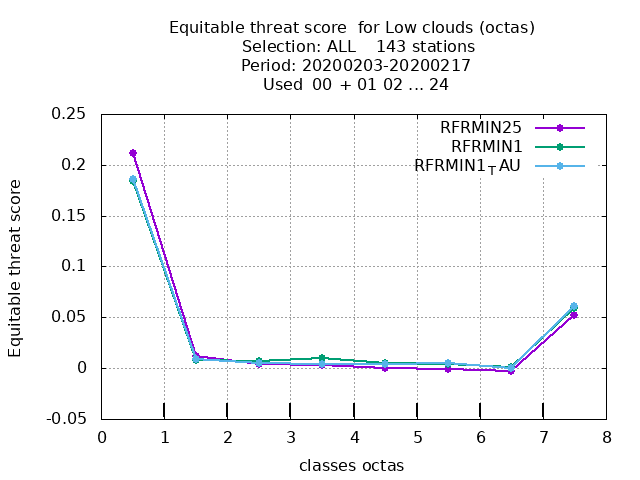 Equitable threat score  for Low clouds (octas)
Selection: ALL    143 stations
Period: 20200203-20200217
Used  00 + 01 02 ... 24
RFRMIN25
RFRMIN1
RFRMIN1TAU
Equitable threat score
0.25
0.2
0.15
0.1
0.05
0
-0.05
0 1 2 3 4 5 6 7 8
classes octas